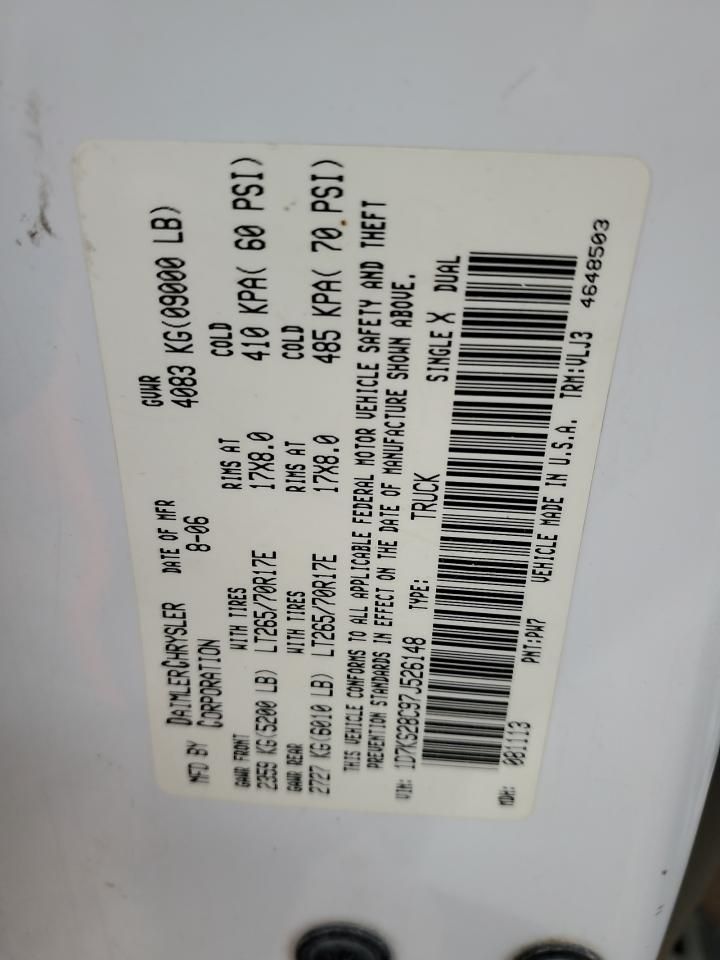 MFD BY DAIMLERCHRYSLER CORPORATION DATE OF MFR 8-06 GVWR 4083 KG(09000 LB)
GAWR FRONT WITH TIRES RIMS AT COLD
2359 KG(5200 LB) LT265/70R17E 17X8.0 410 KPA( 60 PSI)
GAWR REAR WITH TIRES RIMS AT COLD
2727 KG(6010 LB) LT265/70R17E 17X8.0 485 KPA( 70 PSI)
THIS VEHICLE CONFORMS TO ALL APPLICABLE FEDERAL MOTOR VEHICLE SAFETY AND THEFT
PREVENTION STANDARDS IN EFFECT ON THE DATE OF MANUFACTURE SHOWN ABOVE.
VIN: 1D7KS28C97J526148 TYPE: TRUCK SINGLE X DUAL
MDH: 081113 PNT:PW7 VEHICLE MADE IN U.S.A. TRM:VLJ3 4648503